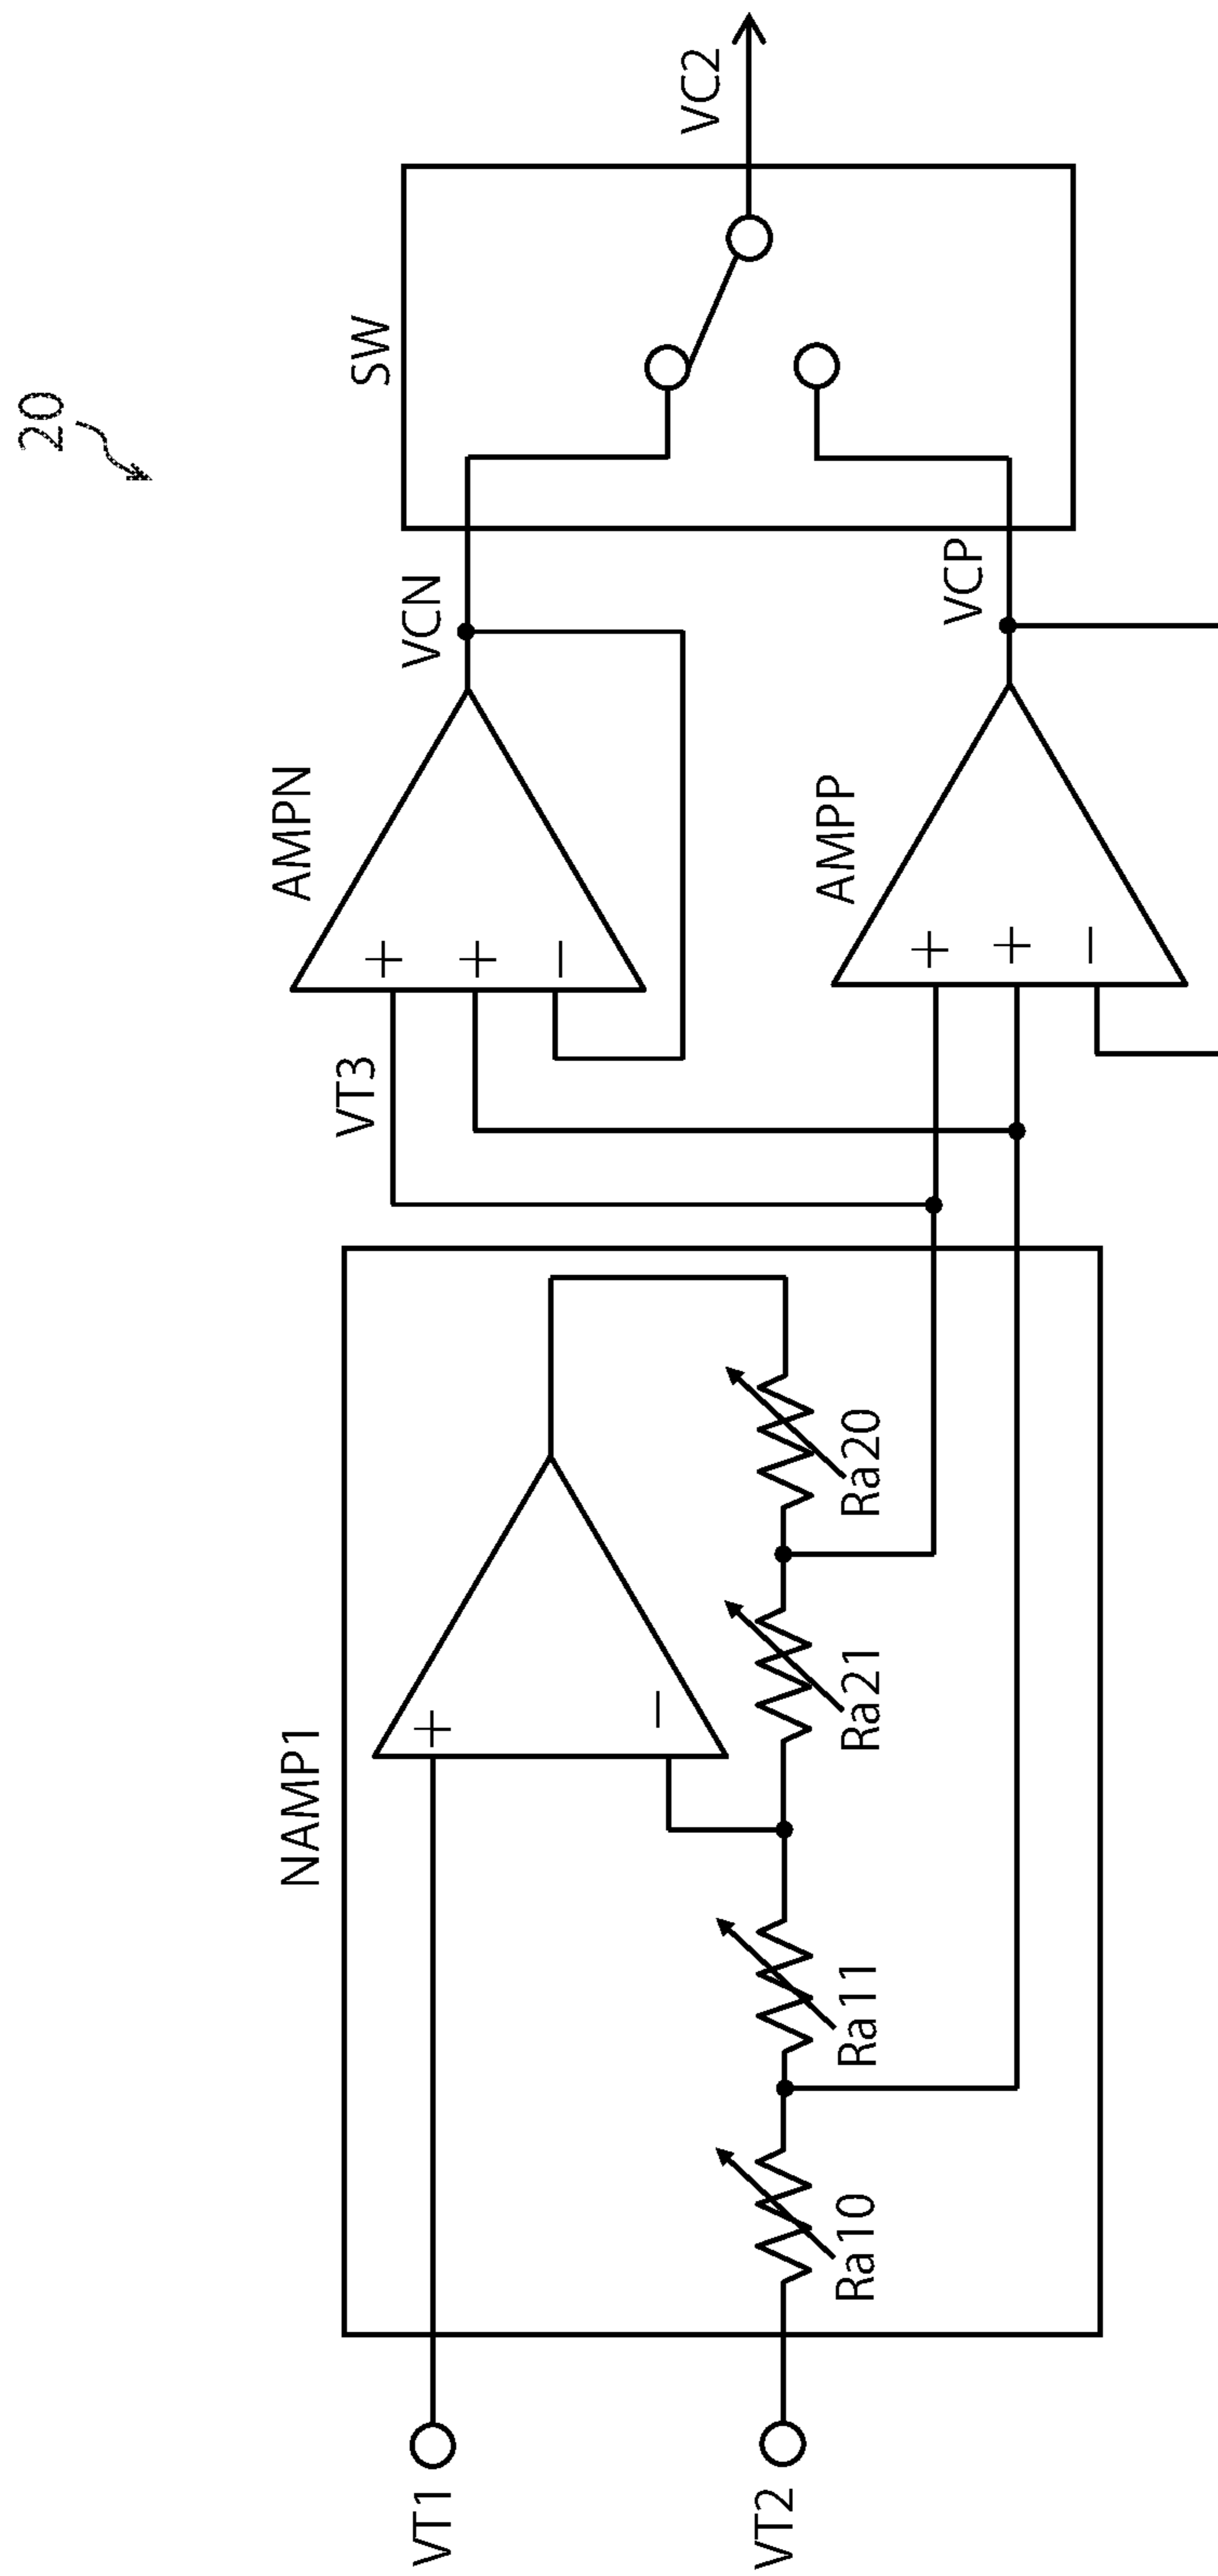 20
NAMP1
VT1
VT2
+
−
Ra10
Ra11
Ra21
Ra20
VT3
AMPN
+
+
−
VCN
AMPP
+
+
−
VCP
SW
VC2